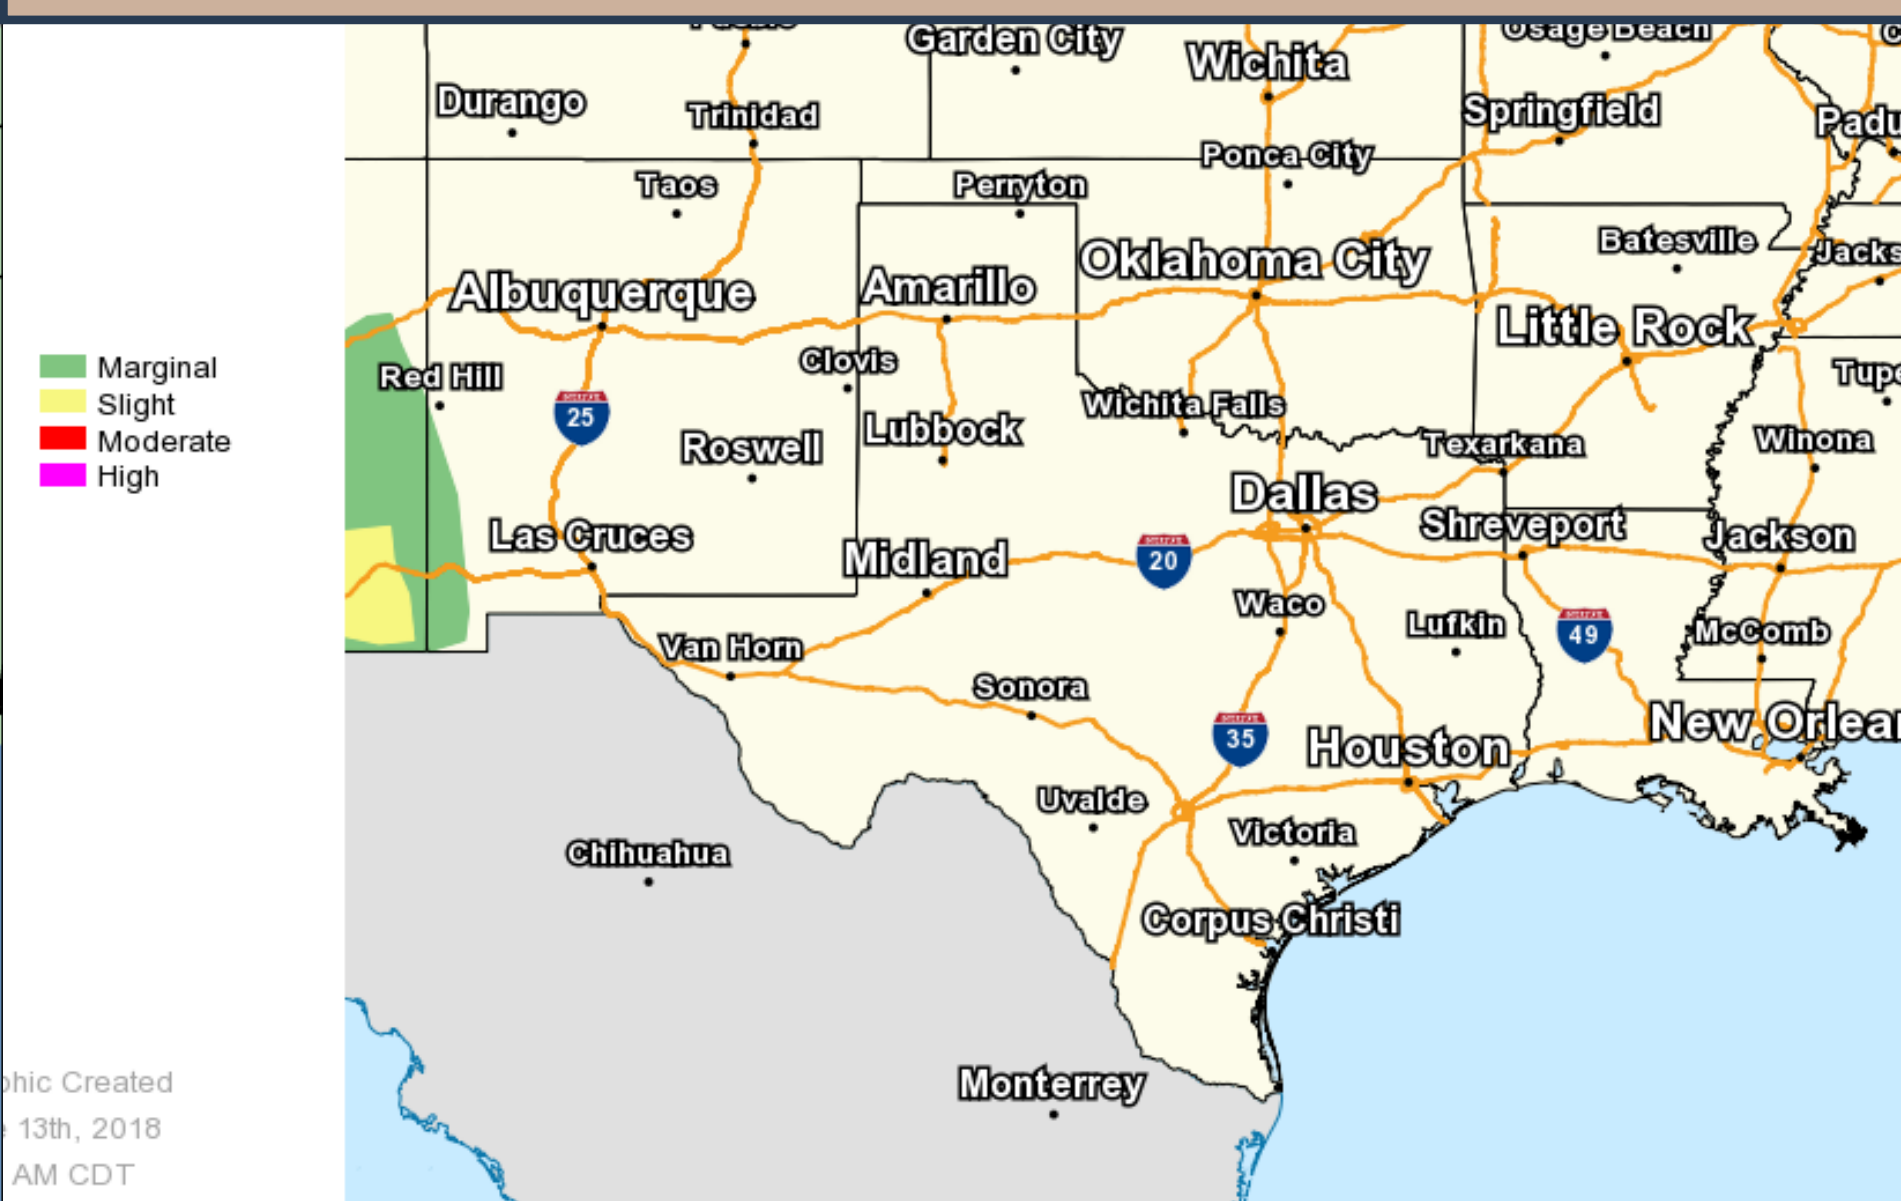 Garden City
Osage Beach
Wichita
Durango
Trinidad
Springfield
Ponca City
Taos
Perryton
Batesville
Oklahoma City
Albuquerque
Amarillo
Little Rock
Marginal
Slight
Moderate
High
Red Hill
Clovis
25
Wichita Falls
Lubbock
Roswell
Texarkana
Winona
Dallas
Shreveport
Las Cruces
Jackson
Midland
20
Waco
Lufkin
49
McComb
Van Horn
Sonora
New Orlear
35
Houston
Uvalde
Victoria
Chihuahua
Corpus Christi
Monterrey
phic Created
13th, 2018
AM CDT